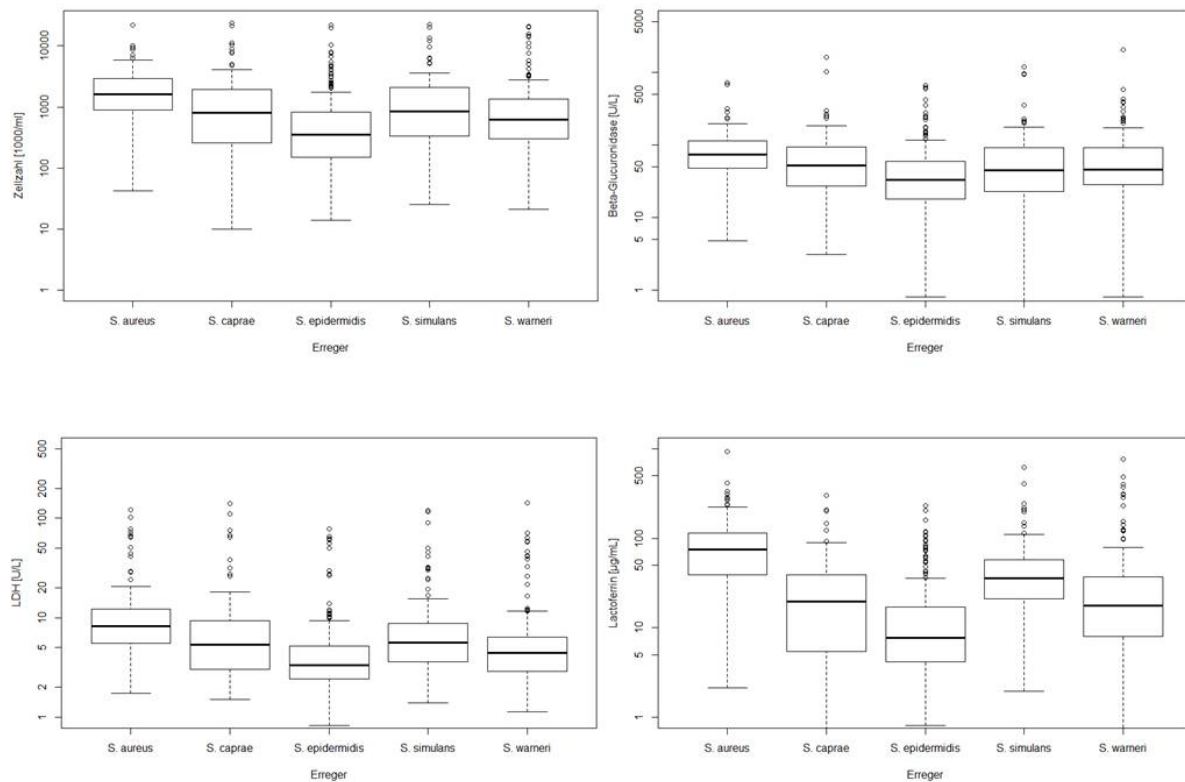 Zellzahl [1000/ml]
10000
1000
100
10
1
S. aureus S. caprae S. epidermidis S. simulans S. warneri
Erreger
Beta-Glucuronidase [U/L]
5000
500
50
5
10
1
S. aureus S. caprae S. epidermidis S. simulans S. warneri
Erreger
LDH [U/L]
500
200
100
50
20
10
5
2
1
S. aureus S. caprae S. epidermidis S. simulans S. warneri
Erreger
Lactoferrin [µg/mL]
500
100
50
10
5
1
S. aureus S. caprae S. epidermidis S. simulans S. warneri
Erreger